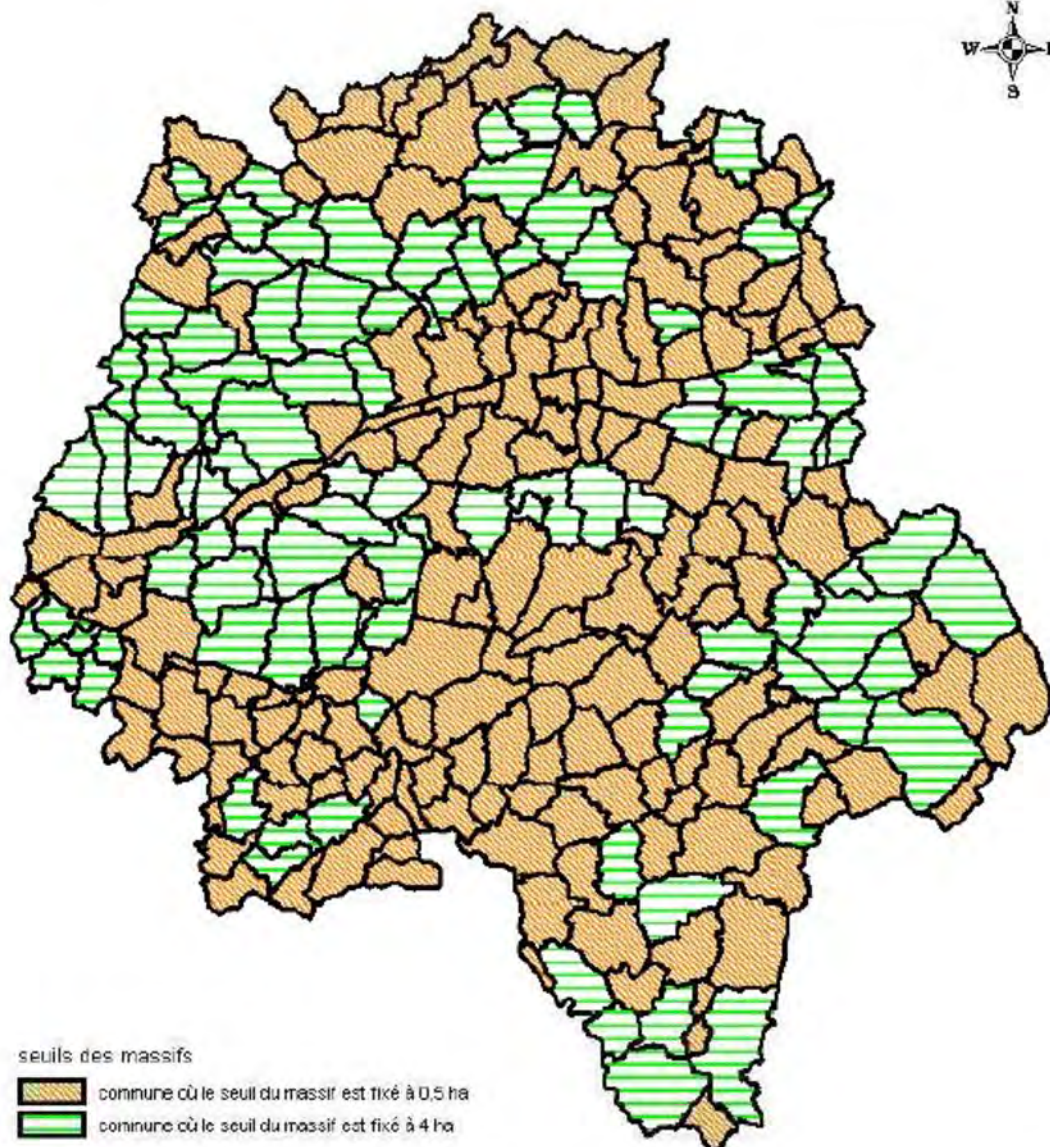 N
W E
S
seuils des massifs
commune où le seuil du massif est fixé à 0,5 ha
commune où le seuil du massif est fixé à 4 ha